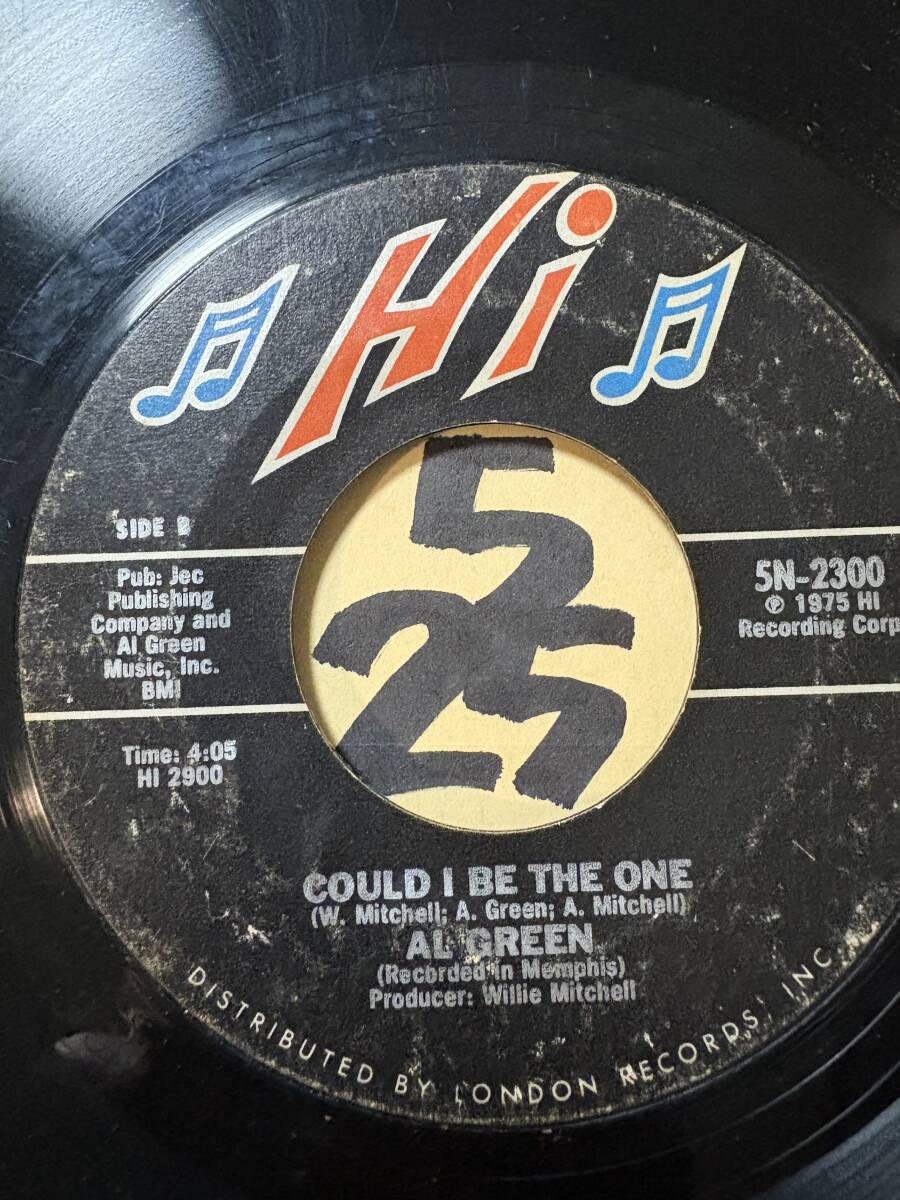 Hi
SIDE B
Pub: Jec
Publishing
Company and
Al Green
Music, Inc.
BMI
Time: 4:05
HI 2900
5N-2300
℗ 1975 HI
Recording Corp
5
25
COULD I BE THE ONE
(W. Mitchell; A. Green; A. Mitchell)
AL GREEN
(Recorded in Memphis)
Producer: Willie Mitchell
DISTRIBUTED BY LONDON RECORDS, INC.